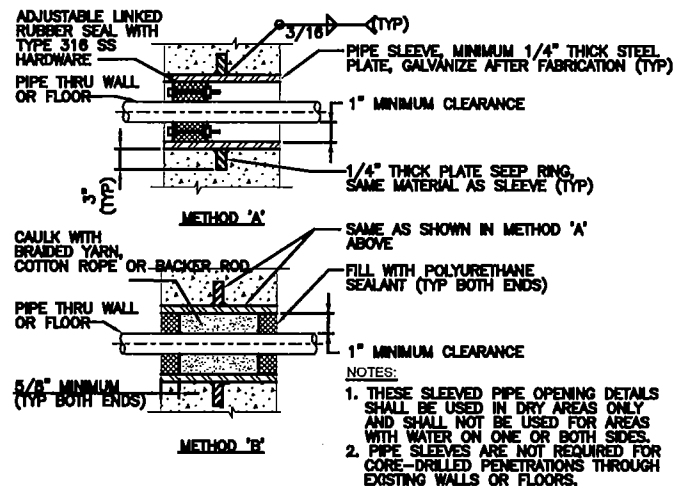 ADJUSTABLE LINKED
RUBBER SEAL WITH
TYPE 316 SS
HARDWARE
PIPE THRU WALL
OR FLOOR
3/16
(TYP)
PIPE SLEEVE, MINIMUM 1/4" THICK STEEL
PLATE, GALVANIZE AFTER FABRICATION (TYP)
1" MINIMUM CLEARANCE
3"
(TYP)
1/4" THICK PLATE SEEP RING,
SAME MATERIAL AS SLEEVE (TYP)
METHOD 'A'
CAULK WITH
BRAIDED YARN,
COTTON ROPE OR BACKER ROD
SAME AS SHOWN IN METHOD 'A'
ABOVE
FILL WITH POLYURETHANE
SEALANT (TYP BOTH ENDS)
PIPE THRU WALL
OR FLOOR
1" MINIMUM CLEARANCE
5/8" MINIMUM
(TYP BOTH ENDS)
METHOD 'B'
NOTES:
1. THESE SLEEVED PIPE OPENING DETAILS
SHALL BE USED IN DRY AREAS ONLY
AND SHALL NOT BE USED FOR AREAS
WITH WATER ON ONE OR BOTH SIDES.
2. PIPE SLEEVES ARE NOT REQUIRED FOR
CORE-DRILLED PENETRATIONS THROUGH
EXISTING WALLS OR FLOORS.